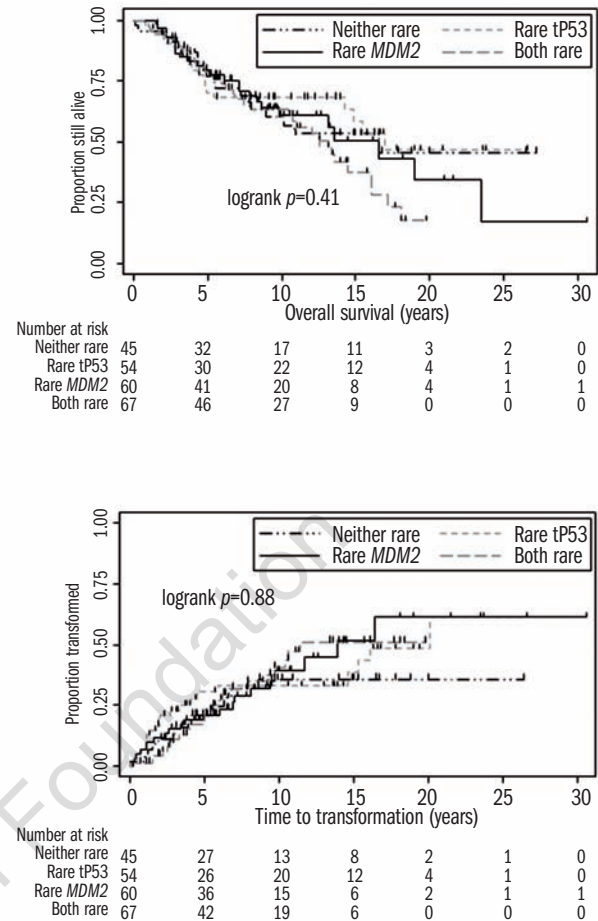 1.00
0.75
0.50
0.25
0.00
Proportion still alive
Neither rare
Rare tP53
Rare MDM2
Both rare
logrank p=0.41
0 5 10 15 20 25 30
Overall survival (years)
Number at risk
Neither rare 45 32 17 11 3 2 0
Rare tP53 54 30 22 12 4 1 0
Rare MDM2 60 41 20 8 4 1 1
Both rare 67 46 27 9 0 0 0
1.00
0.75
0.50
0.25
0.00
Proportion transformed
Neither rare
Rare tP53
Rare MDM2
Both rare
logrank p=0.88
0 5 10 15 20 25 30
Time to transformation (years)
Number at risk
Neither rare 45 27 13 8 2 1 0
Rare tP53 54 26 20 12 4 1 0
Rare MDM2 60 36 15 6 2 1 1
Both rare 67 42 19 6 0 0 0
Foundation